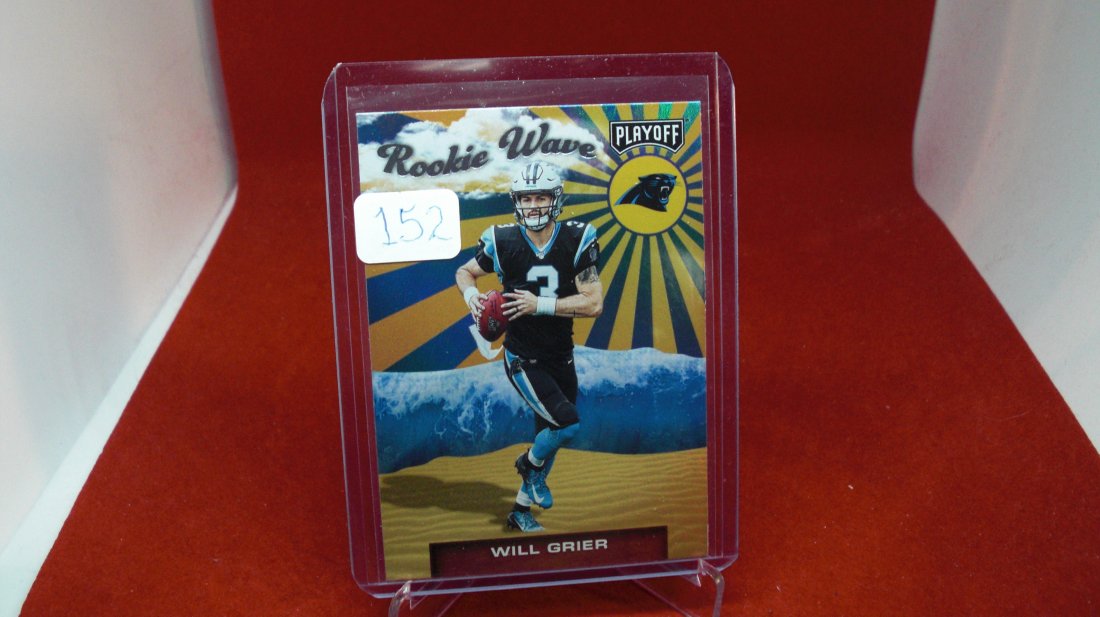 Rookie Wave
PLAYOFF
152
3
WILL GRIER